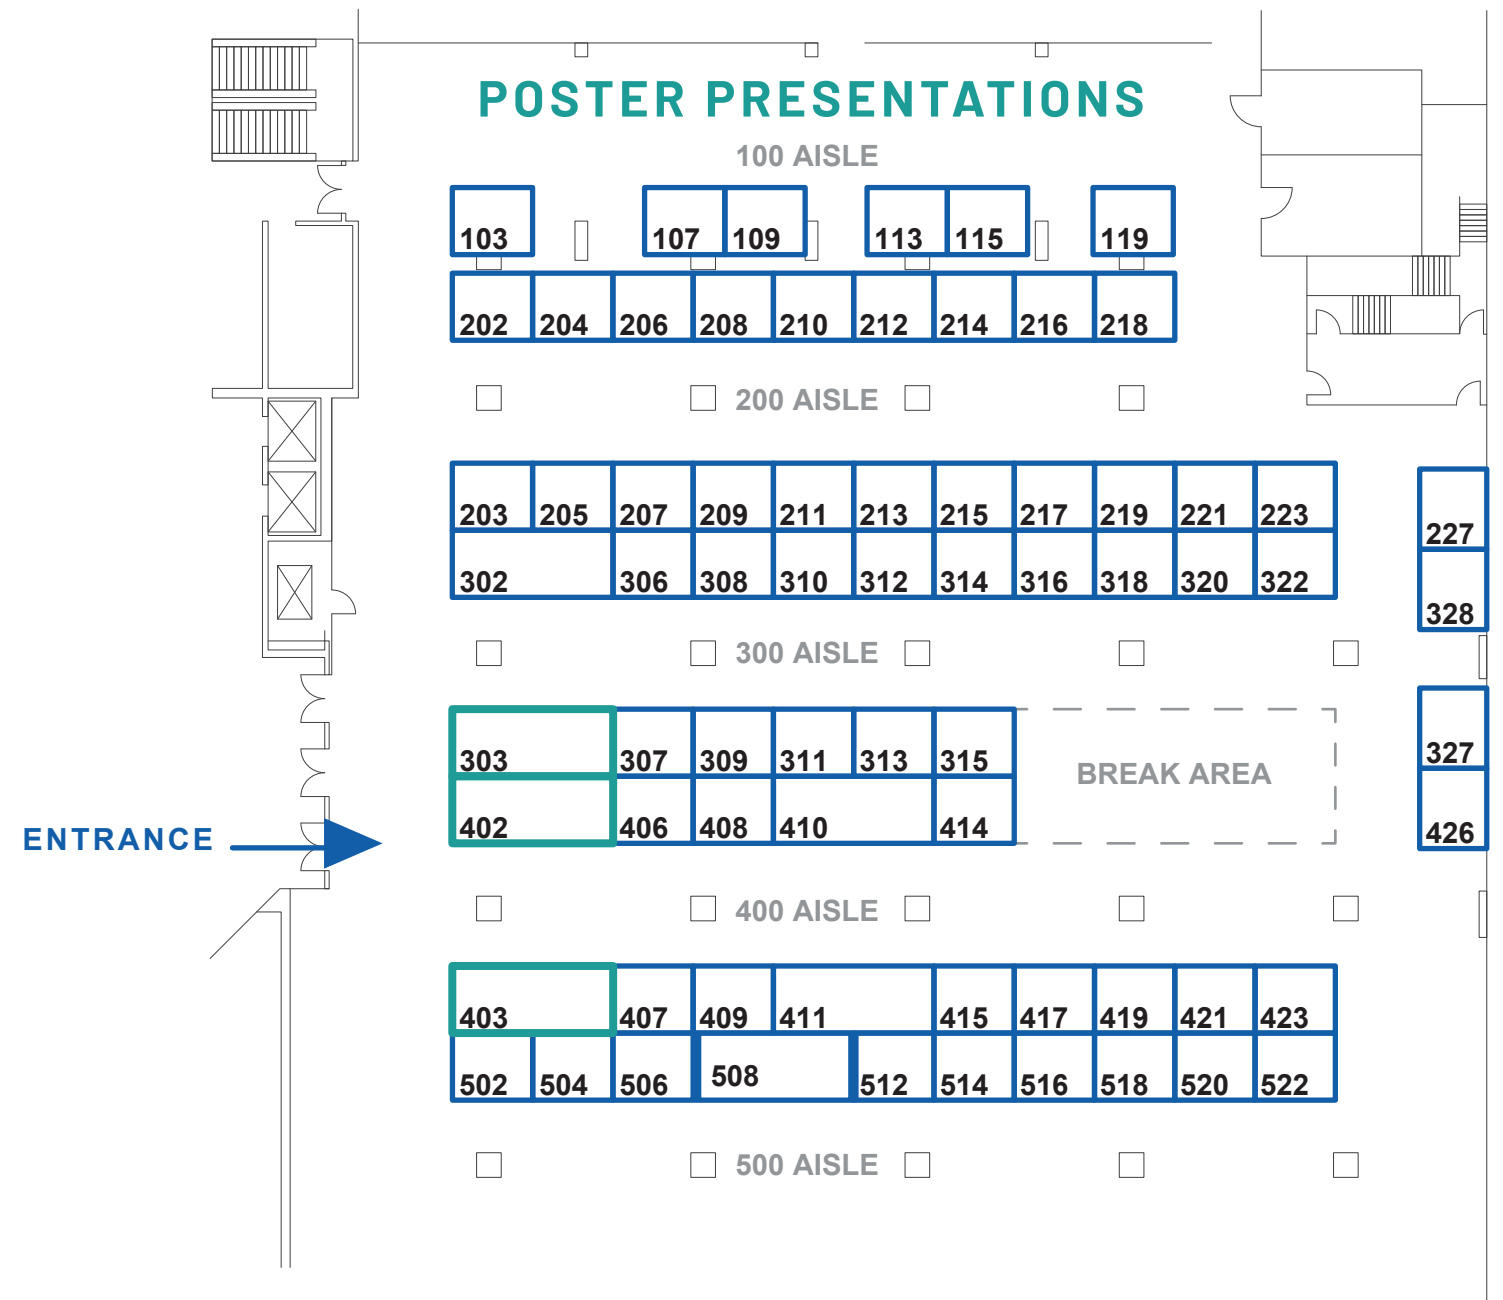 POSTER PRESENTATIONS
100 AISLE
103 107 109 113 115 119
202 204 206 208 210 212 214 216 218
200 AISLE
203 205 207 209 211 213 215 217 219 221 223
227
302 306 308 310 312 314 316 318 320 322
328
300 AISLE
303 307 309 311 313 315
327
BREAK AREA
402 406 408 410 414
426
ENTRANCE
400 AISLE
403 407 409 411 415 417 419 421 423
502 504 506 508 512 514 516 518 520 522
500 AISLE